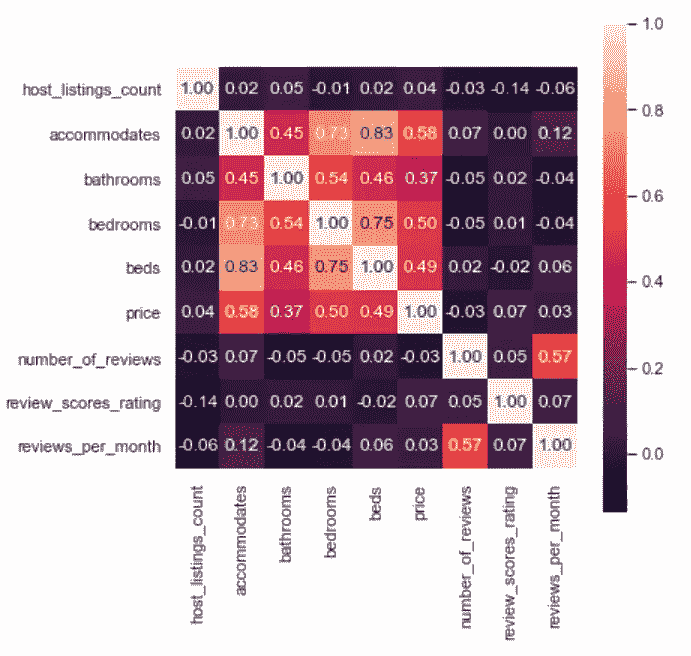 1.0
host_listings_count 1.00 0.02 0.05 -0.01 0.02 0.04 -0.03 -0.14 -0.06
0.8
accommodates 0.02 1.00 0.45 0.73 0.83 0.58 0.07 0.00 0.12
bathrooms 0.05 0.45 1.00 0.54 0.46 0.37 -0.05 0.02 -0.04
0.6
bedrooms -0.01 0.73 0.54 1.00 0.75 0.50 -0.05 0.01 -0.04
beds 0.02 0.83 0.46 0.75 1.00 0.49 0.02 -0.02 0.06
0.4
price 0.04 0.58 0.37 0.50 0.49 1.00 -0.03 0.07 0.03
number_of_reviews -0.03 0.07 -0.05 -0.05 0.02 -0.03 1.00 0.05 0.57
0.2
review_scores_rating -0.14 0.00 0.02 0.01 -0.02 0.07 0.05 1.00 0.07
reviews_per_month -0.06 0.12 -0.04 -0.04 0.06 0.03 0.57 0.07 1.00
0.0
host_listings_count
accommodates
bathrooms
bedrooms
beds
price
number_of_reviews
review_scores_rating
reviews_per_month